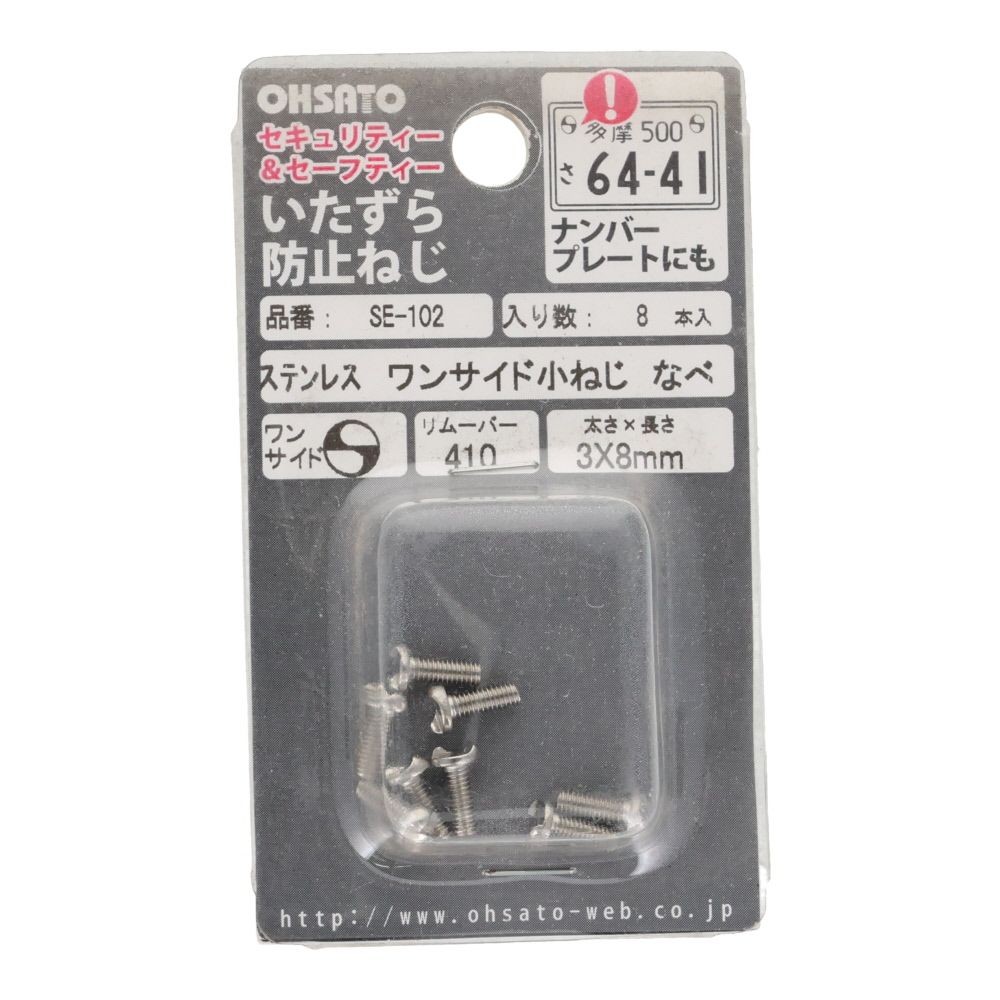 OHSATO
セキュリティー
&セーフティー
いたずら
防止ねじ
!
多摩 500
さ 64-41
ナンバー
プレートにも
品番: SE-102
入り数: 8 本入
ステンレス ワンサイド小ねじ なべ
ワン
サイド
リムーバー
410
太さ×長さ
3X8mm
http://www.ohsato-web.co.jp